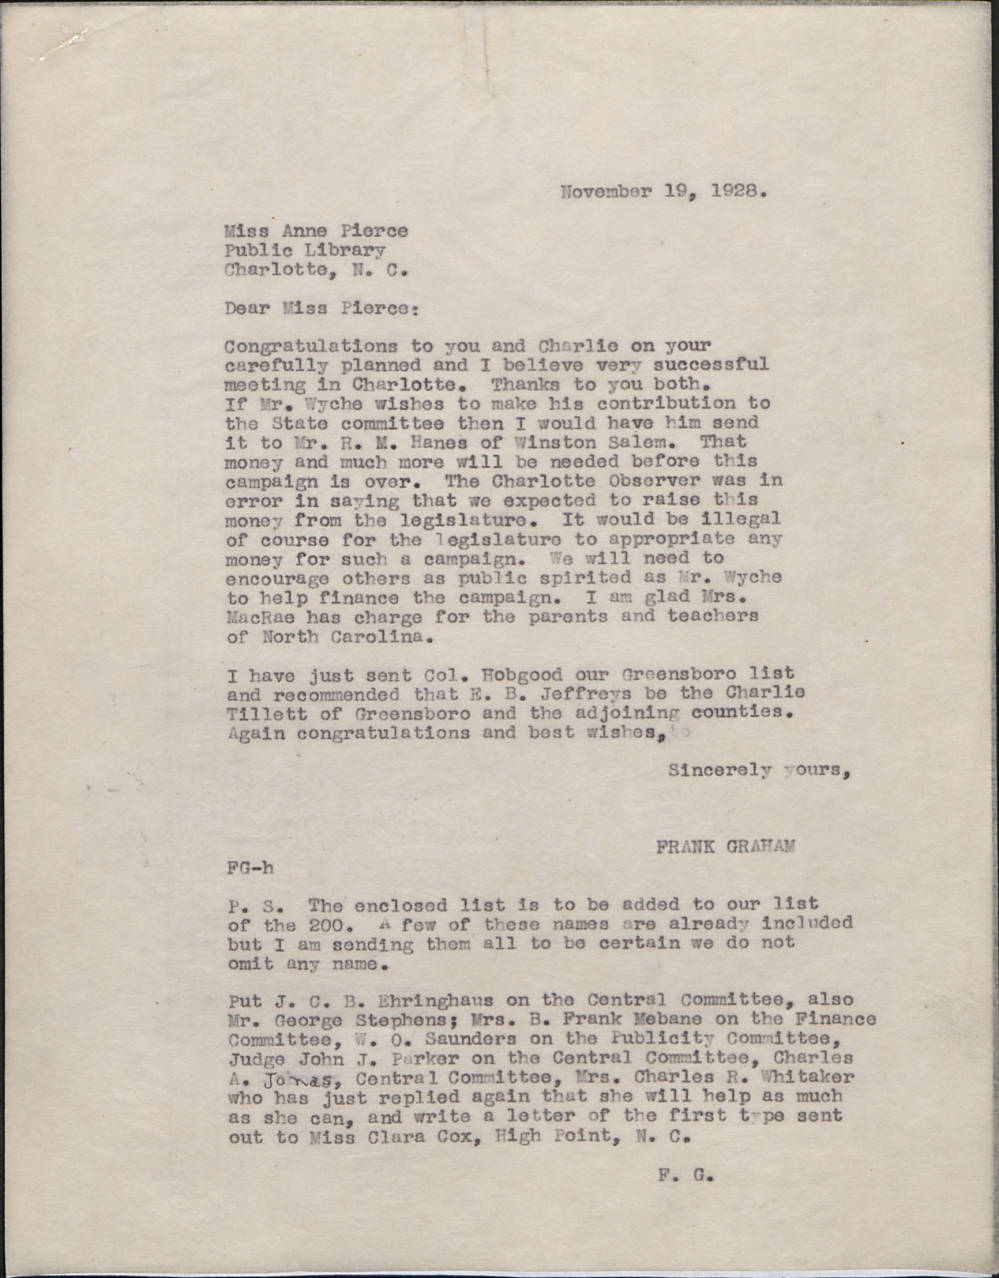 November 19, 1928.
Miss Anne Pierce
Public Library
Charlotte, N. C.
Dear Miss Pierce:
Congratulations to you and Charlie on your
carefully planned and I believe very successful
meeting in Charlotte. Thanks to you both.
If Mr. Wyche wishes to make his contribution to
the State committee then I would have him send
it to Mr. R. M. Hanes of Winston Salem. That
money and much more will be needed before this
campaign is over. The Charlotte Observer was in
error in saying that we expected to raise this
money from the legislature. It would be illegal
of course for the legislature to appropriate any
money for such a campaign. We will need to
encourage others as public spirited as Mr. Wyche
to help finance the campaign. I am glad Mrs.
MacRae has charge for the parents and teachers
of North Carolina.
I have just sent Col. Hobgood our Greensboro list
and recommended that E. B. Jeffreys be the Charlie
Tillett of Greensboro and the adjoining counties.
Again congratulations and best wishes,
Sincerely yours,
FRANK GRAHAM
FG-h
P. S. The enclosed list is to be added to our list
of the 200. A few of these names are already included
but I am sending them all to be certain we do not
omit any name.
Put J. C. B. Ehringhaus on the Central Committee, also
Mr. George Stephens; Mrs. B. Frank Mebane on the Finance
Committee, W. O. Saunders on the Publicity Committee,
Judge John J. Parker on the Central Committee, Charles
A. Jonas, Central Committee, Mrs. Charles R. Whitaker
who has just replied again that she will help as much
as she can, and write a letter of the first type sent
out to Miss Clara Cox, High Point, N. C.
F. G.